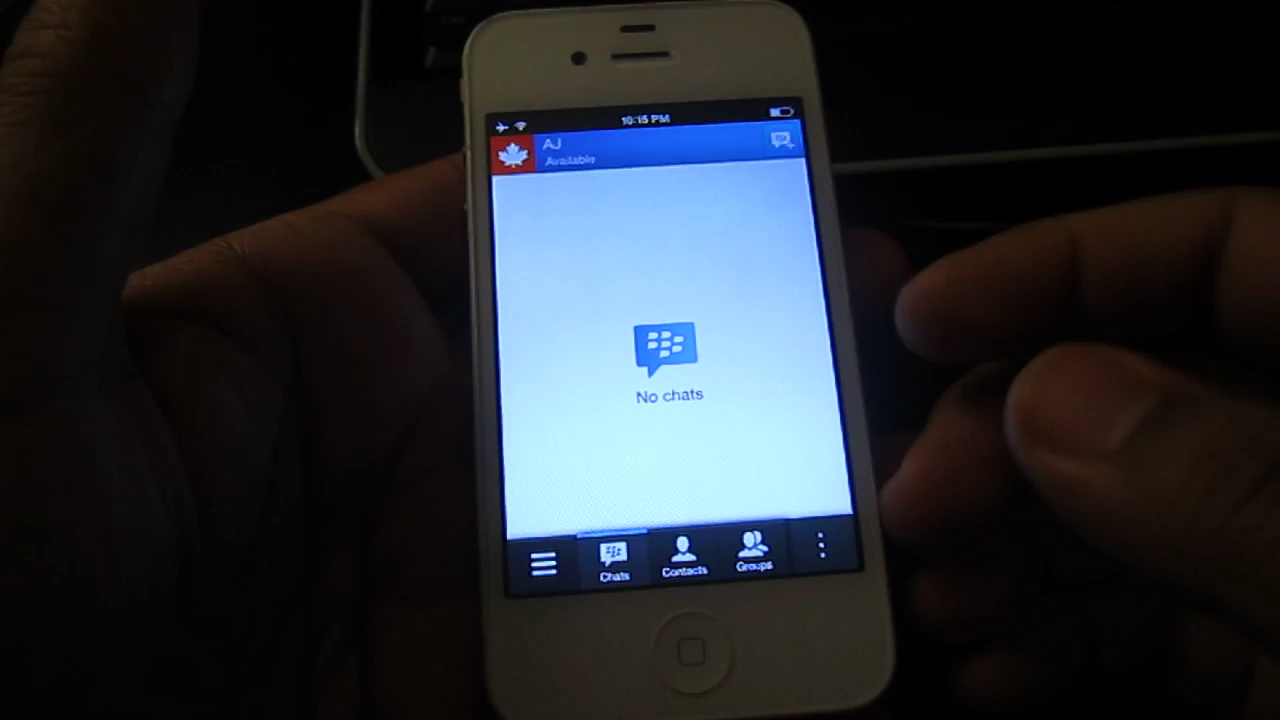 10:15 PM
AJ
Available
No chats
Chats
Contacts
Groups